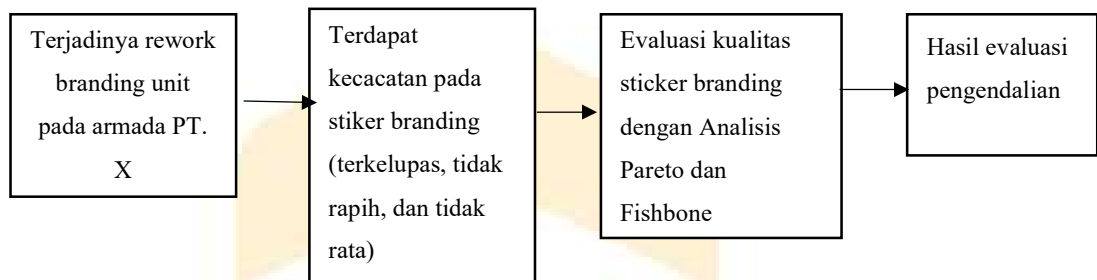 Terjadinya rework
branding unit
pada armada PT.
X
Terdapat
kecacatan pada
stiker branding
(terkelupas, tidak
rapih, dan tidak
rata)
Evaluasi kualitas
sticker branding
dengan Analisis
Pareto dan
Fishbone
Hasil evaluasi
pengendalian